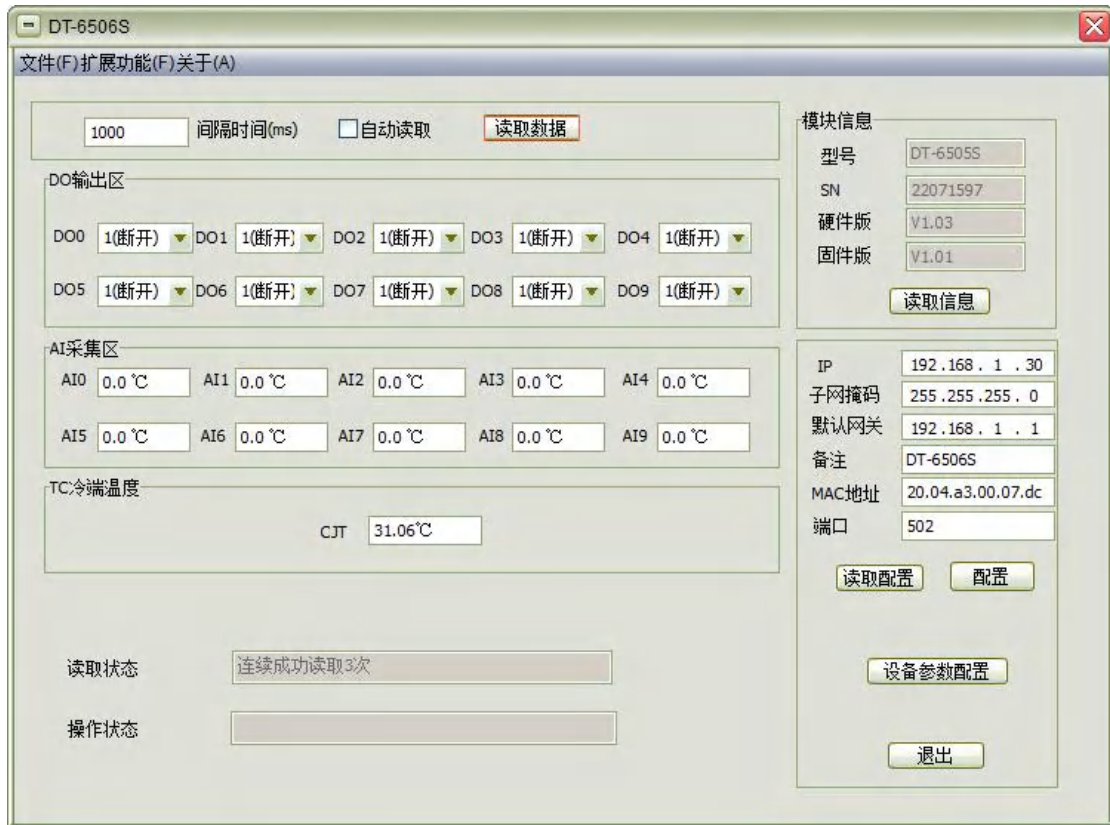 DT-6506S
文件(F)扩展功能(F)关于(A)
1000 间隔时间(ms) 自动读取 读取数据
DO输出区
DO0 1(断开) DO1 1(断开) DO2 1(断开) DO3 1(断开) DO4 1(断开)
DO5 1(断开) DO6 1(断开) DO7 1(断开) DO8 1(断开) DO9 1(断开)
AI采集区
AI0 0.0℃ AI1 0.0℃ AI2 0.0℃ AI3 0.0℃ AI4 0.0℃
AI5 0.0℃ AI6 0.0℃ AI7 0.0℃ AI8 0.0℃ AI9 0.0℃
TC冷端温度
CJT 31.06℃
读取状态 连续成功读取3次
操作状态
模块信息
型号 DT-6505S
SN 22071597
硬件版 V1.03
固件版 V1.01
读取信息
IP 192.168. 1 .30
子网掩码 255.255.255. 0
默认网关 192.168. 1 . 1
备注 DT-6506S
MAC地址 20.04.a3.00.07.dc
端口 502
读取配置 配置
设备参数配置
退出